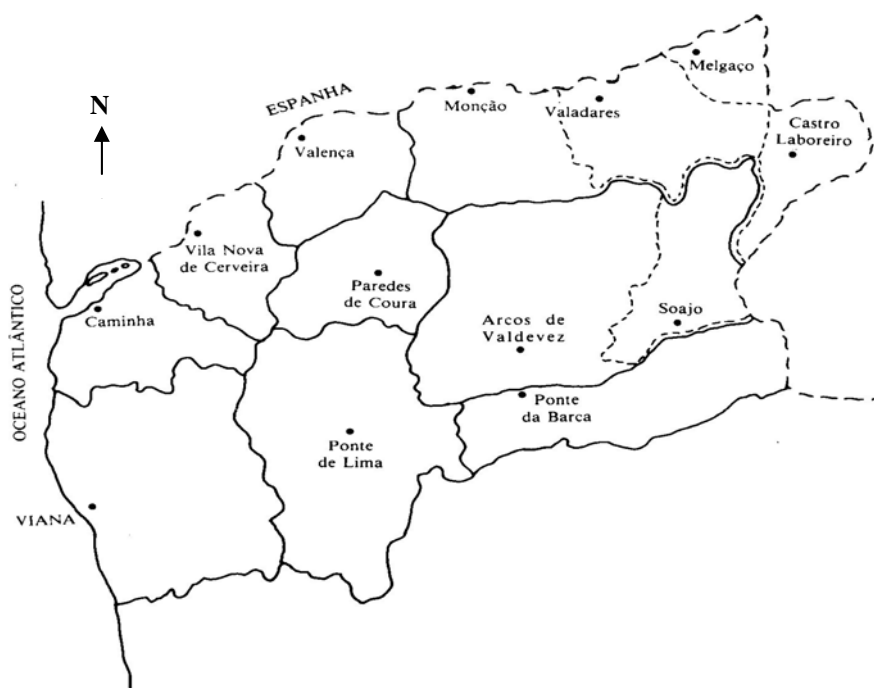 N
ESPANHA
Melgaço
Monção
Valadares
Castro
Laboreiro
Valença
Vila Nova
de Cerveira
Paredes
de Coura
Caminha
Soajo
Arcos de
Valdevez
OCEANO ATLÂNTICO
Ponte
da Barca
Ponte
de Lima
VIANA